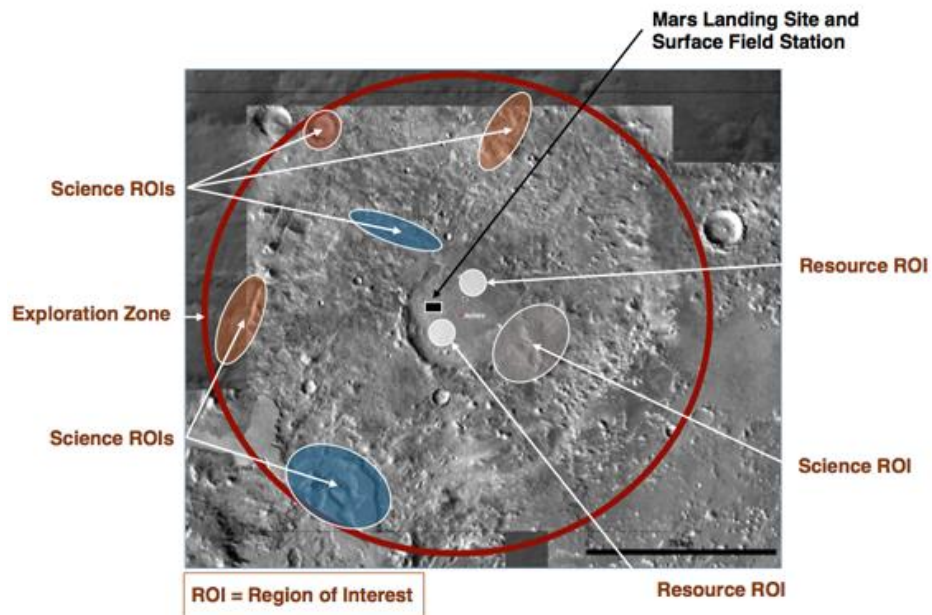 Mars Landing Site and
Surface Field Station
Science ROIs
Resource ROI
Exploration Zone
Science ROIs
Science ROI
Resource ROI
ROI = Region of Interest